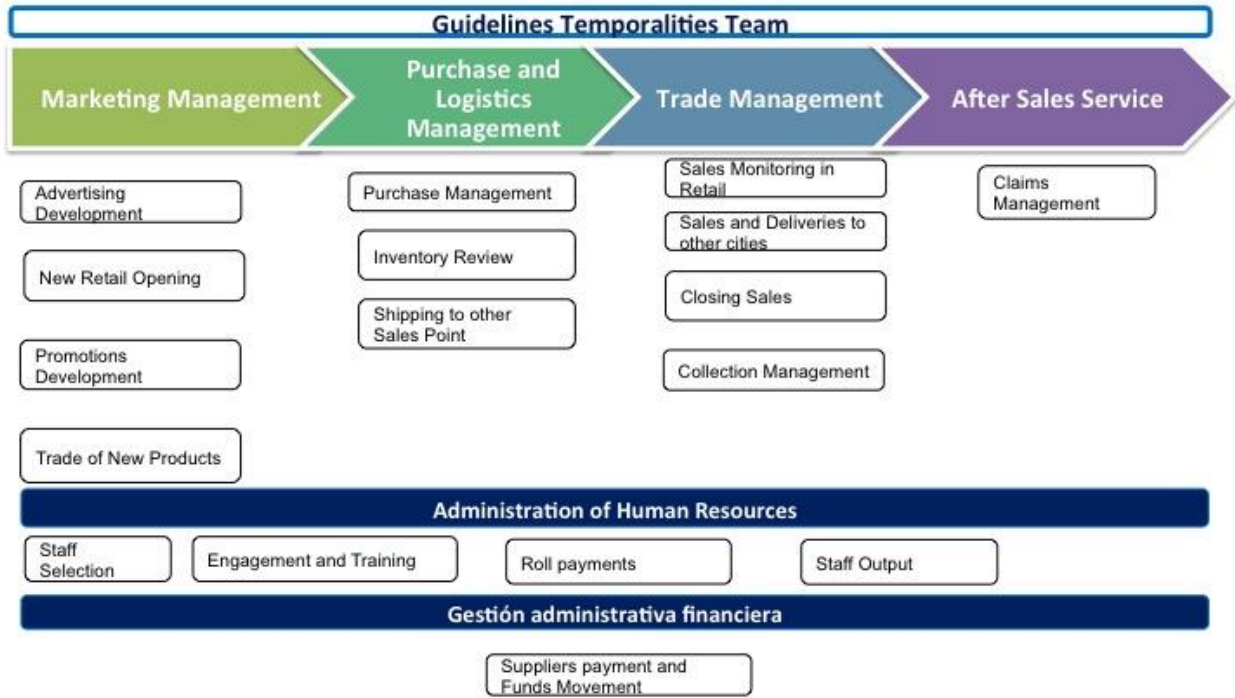 Guidelines Temporalities Team
Marketing Management
Purchase and
Logistics
Management
Trade Management
After Sales Service
Advertising
Development
New Retail Opening
Promotions
Development
Trade of New Products
Purchase Management
Inventory Review
Shipping to other
Sales Point
Sales Monitoring in
Retail
Sales and Deliveries to
other cities
Closing Sales
Collection Management
Claims
Management
Administration of Human Resources
Staff
Selection
Engagement and Training
Roll payments
Staff Output
Gestión administrativa financiera
Suppliers payment and
Funds Movement